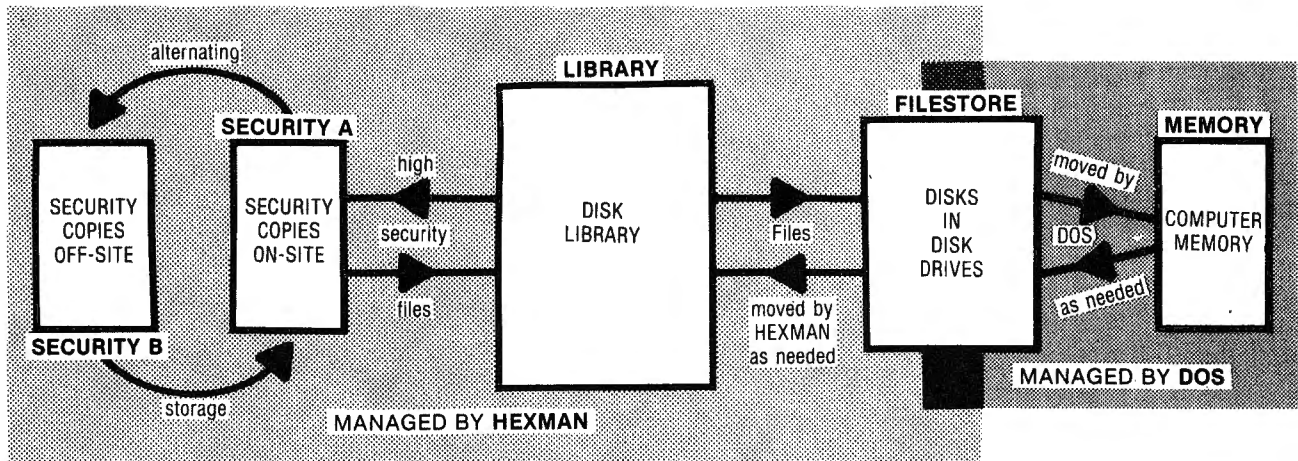 alternating
SECURITY A
SECURITY
COPIES
OFF-SITE
SECURITY B
SECURITY
COPIES
ON-SITE
storage
high
security
files
LIBRARY
DISK
LIBRARY
MANAGED BY HEXMAN
Files
moved by
HEXMAN
as needed
FILESTORE
DISKS
IN
DISK
DRIVES
moved by
DOS
as needed
MEMORY
COMPUTER
MEMORY
MANAGED BY DOS